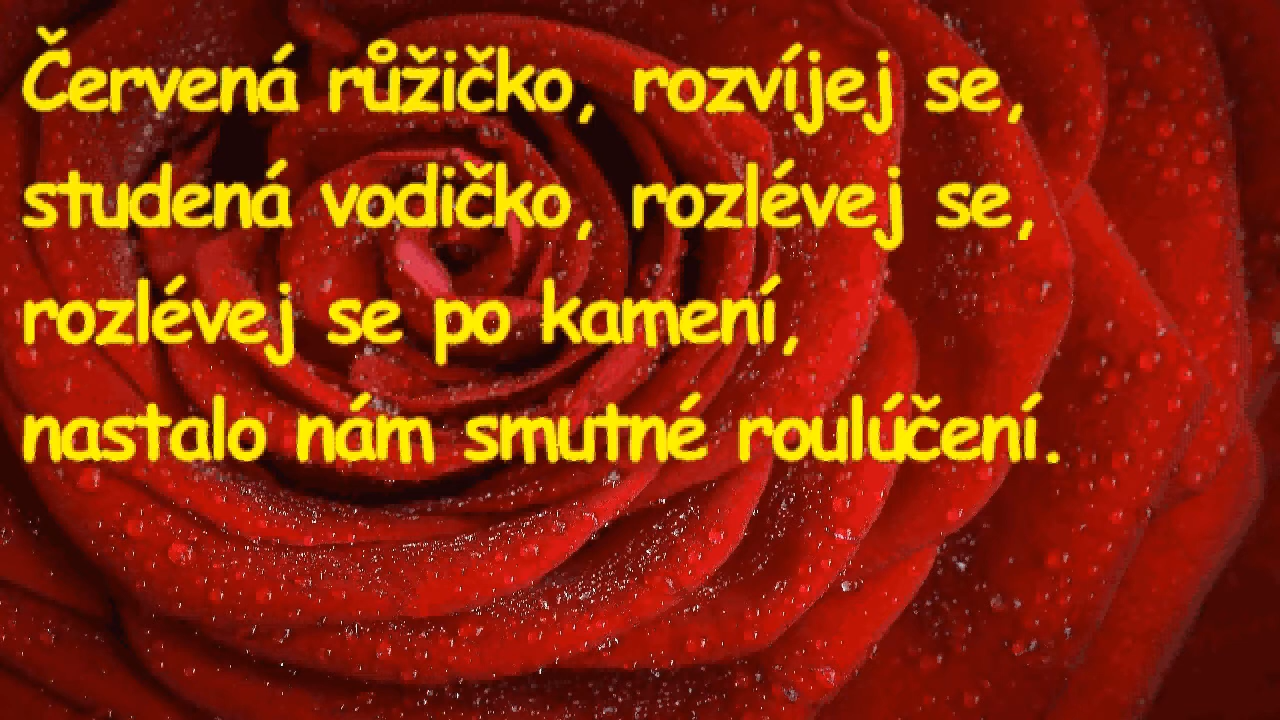 Červená růžičko, rozvíjej se,
studená vodičko, rozlévej se,
rozlévej se po kamení,
nastalo nám smutné roulúčení.